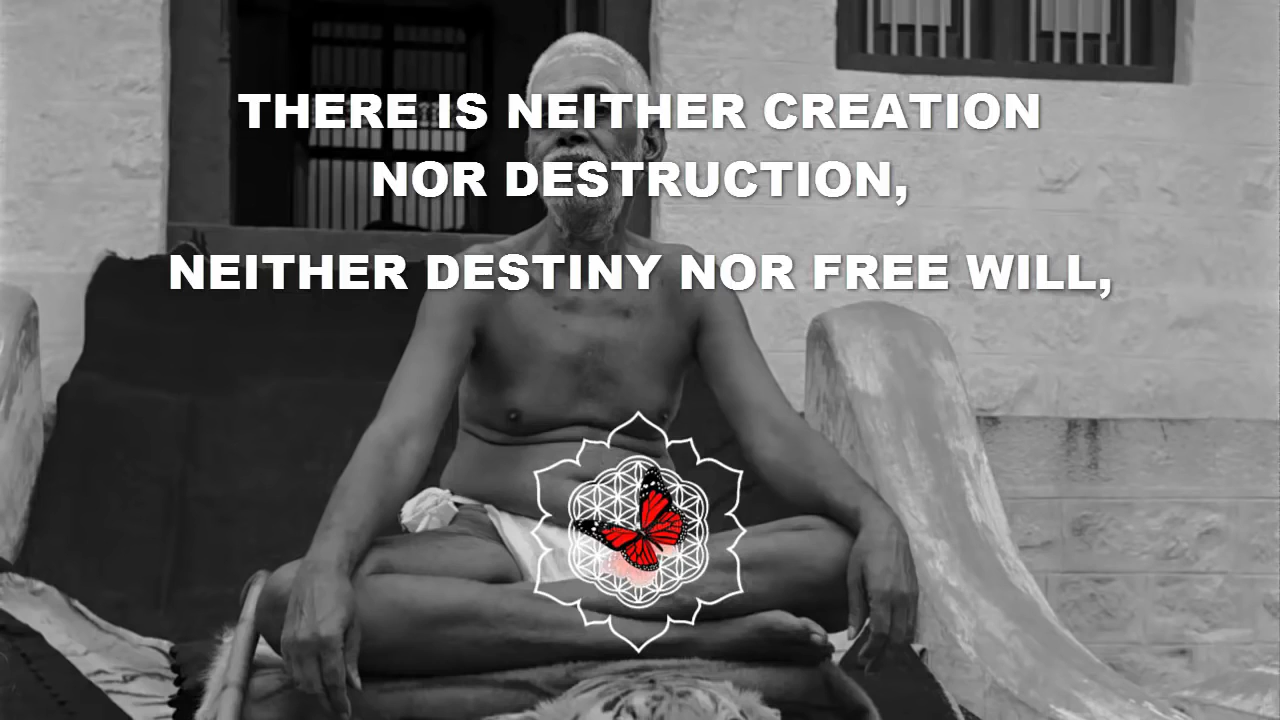 THERE IS NEITHER CREATION
NOR DESTRUCTION,
NEITHER DESTINY NOR FREE WILL,